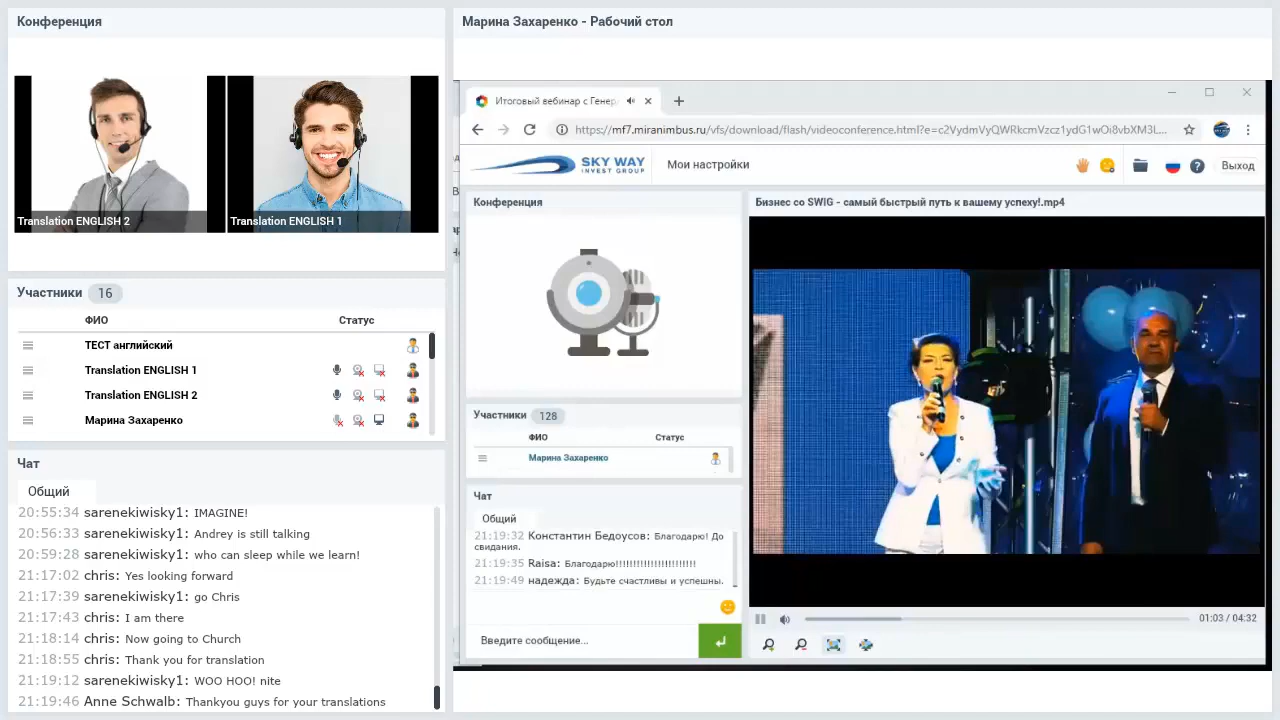 Конференция
Translation ENGLISH 2
Translation ENGLISH 1
Участники 16
ФИО Статус
ТЕСТ английский
Translation ENGLISH 1
Translation ENGLISH 2
Марина Захаренко
Чат
Общий
20:55:34 sarenekiwisky1: IMAGINE!
20:56:31 sarenekiwisky1: Andrey is still talking
20:59:28 sarenekiwisky1: who can sleep while we learn!
21:17:02 chris: Yes looking forward
21:17:39 sarenekiwisky1: go Chris
21:17:43 chris: I am there
21:18:14 chris: Now going to Church
21:18:55 chris: Thank you for translation
21:19:12 sarenekiwisky1: WOO HOO! nite
21:19:46 Anne Schwalb: Thankyou guys for your translations
Марина Захаренко - Рабочий стол
Итоговый вебинар с Генер
https://mf7.miranimbus.ru/vfs/download/flash/videoconference.html?e=c2VydmVyQWRkcmVzcz1ydG1wOi8vbXM3L...
SKY WAY
INVEST GROUP
Мои настройки
Выход
Конференция
Участники 128
ФИО Статус
Марина Захаренко
Чат
Общий
21:19:32 Константин Бедоусов: Благодарю! До
свидания.
21:19:35 Raisa: Благодарю!!!!!!!!!!!!!!!!!!!!!!!
21:19:49 надежда: Будьте счастливы и успешны.
Введите сообщение...
Бизнес со SWIG - самый быстрый путь к вашему успеху!.mp4
01:03 / 04:32